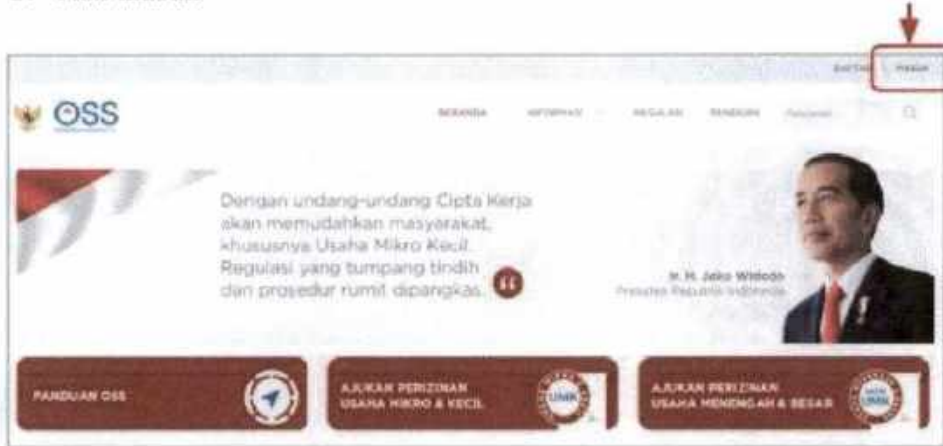 DAFTAR MASUK
OSS
BERANDA INFORMASI REGULASI PANDUAN
Dengan undang-undang Cipta Kerja
akan memudahkan masyarakat,
khususnya Usaha Mikro Kecil.
Regulasi yang tumpang tindih
dan prosedur rumit dipangkas.
Ir. H. Joko Widodo
Presiden Republik Indonesia
PANDUAN OSS
AJUKAN PERIZINAN
USAHA MIKRO & KECIL
UMK
AJUKAN PERIZINAN
USAHA MENENGAH & BESAR
NON
UMK